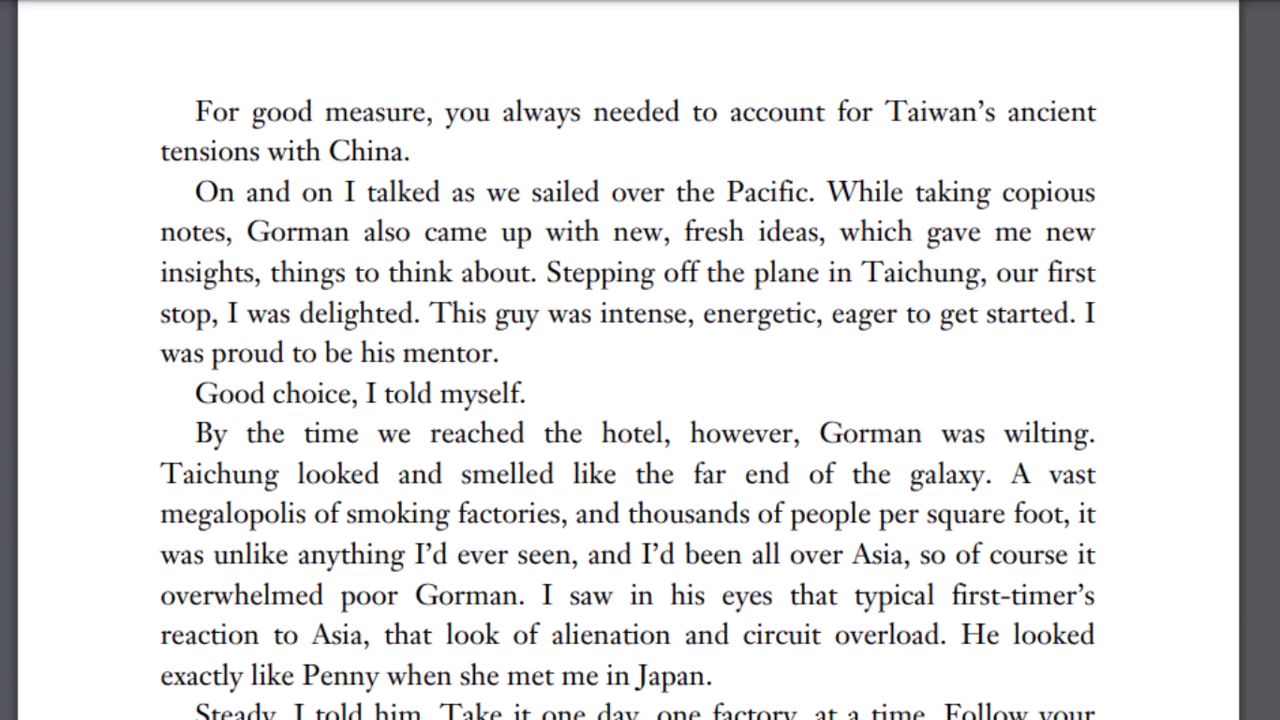 For good measure, you always needed to account for Taiwan’s ancient
tensions with China.
On and on I talked as we sailed over the Pacific. While taking copious
notes, Gorman also came up with new, fresh ideas, which gave me new
insights, things to think about. Stepping off the plane in Taichung, our first
stop, I was delighted. This guy was intense, energetic, eager to get started. I
was proud to be his mentor.
Good choice, I told myself.
By the time we reached the hotel, however, Gorman was wilting.
Taichung looked and smelled like the far end of the galaxy. A vast
megalopolis of smoking factories, and thousands of people per square foot, it
was unlike anything I’d ever seen, and I’d been all over Asia, so of course it
overwhelmed poor Gorman. I saw in his eyes that typical first-timer’s
reaction to Asia, that look of alienation and circuit overload. He looked
exactly like Penny when she met me in Japan.
Steady, I told him. Take it one day, one factory, at a time. Follow your